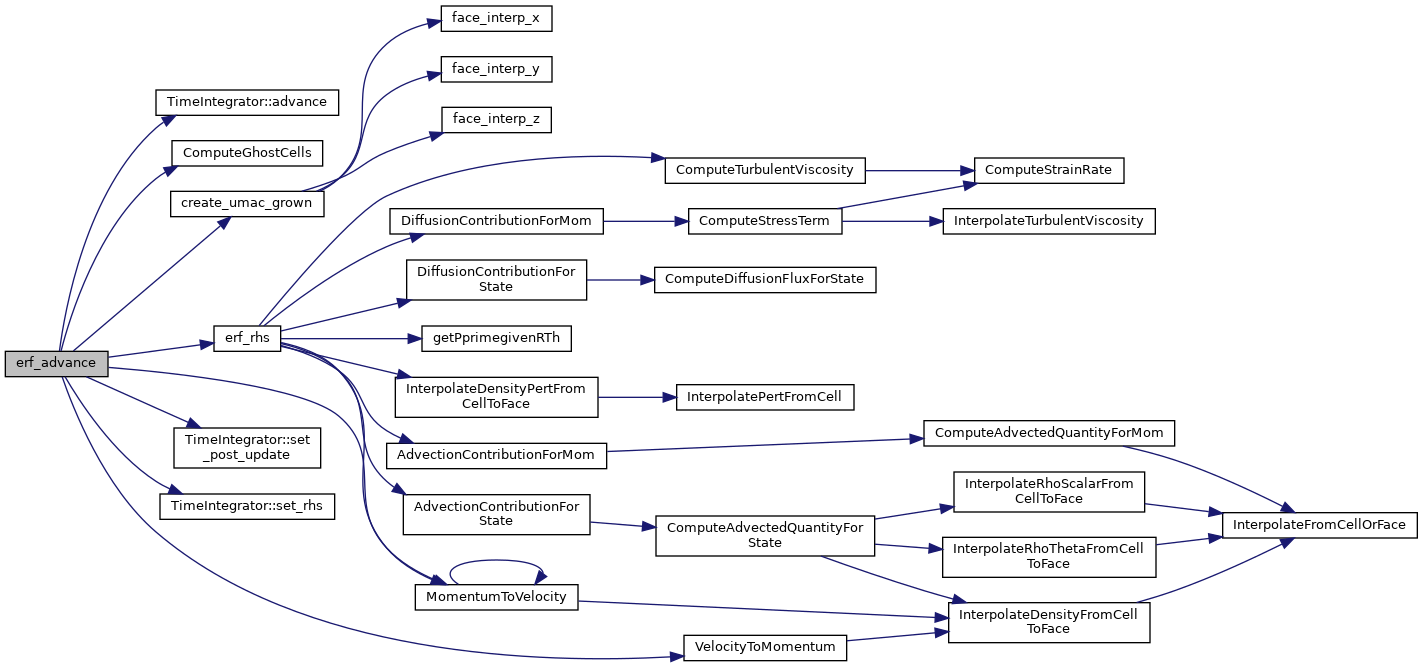 face_interp_x
face_interp_y
TimeIntegrator::advance
face_interp_z
ComputeGhostCells
ComputeTurbulentViscosity
ComputeStrainRate
create_umac_grown
DiffusionContributionForMom
ComputeStressTerm
InterpolateTurbulentViscosity
DiffusionContributionFor
State
ComputeDiffusionFluxForState
erf_rhs
getPprimegivenRTh
erf_advance
InterpolateDensityPertFrom
CellToFace
InterpolatePertFromCell
TimeIntegrator::set
_post_update
AdvectionContributionForMom
ComputeAdvectedQuantityForMom
InterpolateRhoScalarFrom
CellToFace
TimeIntegrator::set_rhs
AdvectionContributionFor
State
ComputeAdvectedQuantityFor
State
InterpolateFromCellOrFace
InterpolateRhoThetaFromCell
ToFace
MomentumToVelocity
InterpolateDensityFromCell
ToFace
VelocityToMomentum